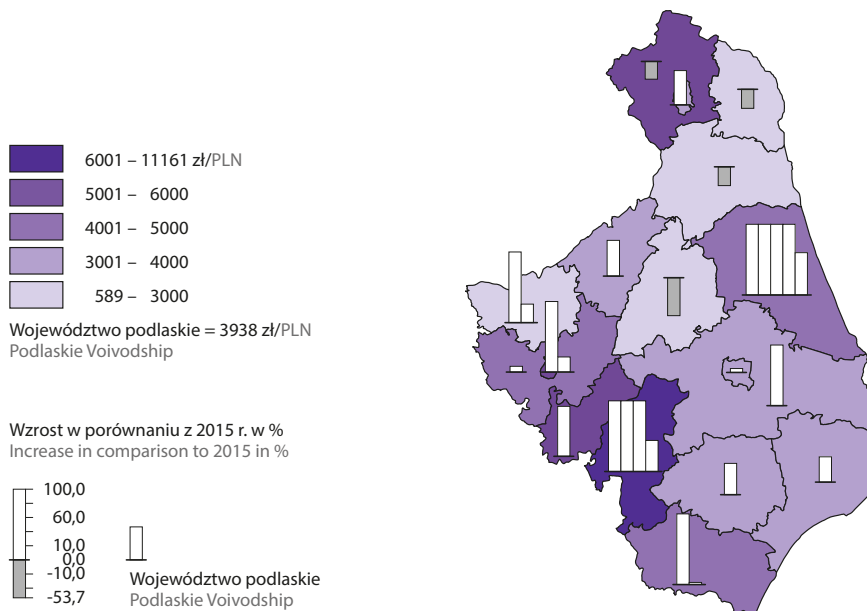 6001 – 11161 zł/PLN
5001 – 6000
4001 – 5000
3001 – 4000
589 – 3000
Województwo podlaskie = 3938 zł/PLN
Podlaskie Voivodship
Wzrost w porównaniu z 2015 r. w %
Increase in comparison to 2015 in %
100,0
60,0
10,0
0,0
-10,0
-53,7
Województwo podlaskie
Podlaskie Voivodship